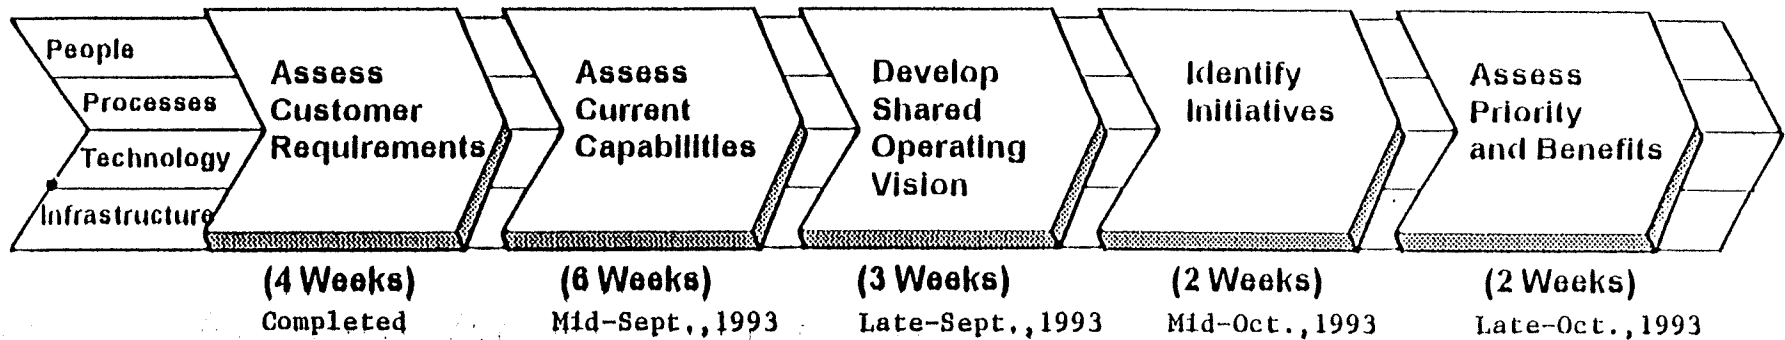 People
Processes
Technology
Infrastructure
Assess
Customer
Requirements
(4 Weeks)
Completed
Assess
Current
Capabilities
(6 Weeks)
Mid-Sept.,1993
Develop
Shared
Operating
Vision
(3 Weeks)
Late-Sept.,1993
Identify
Initiatives
(2 Weeks)
Mid-Oct.,1993
Assess
Priority
and Benefits
(2 Weeks)
Late-Oct.,1993